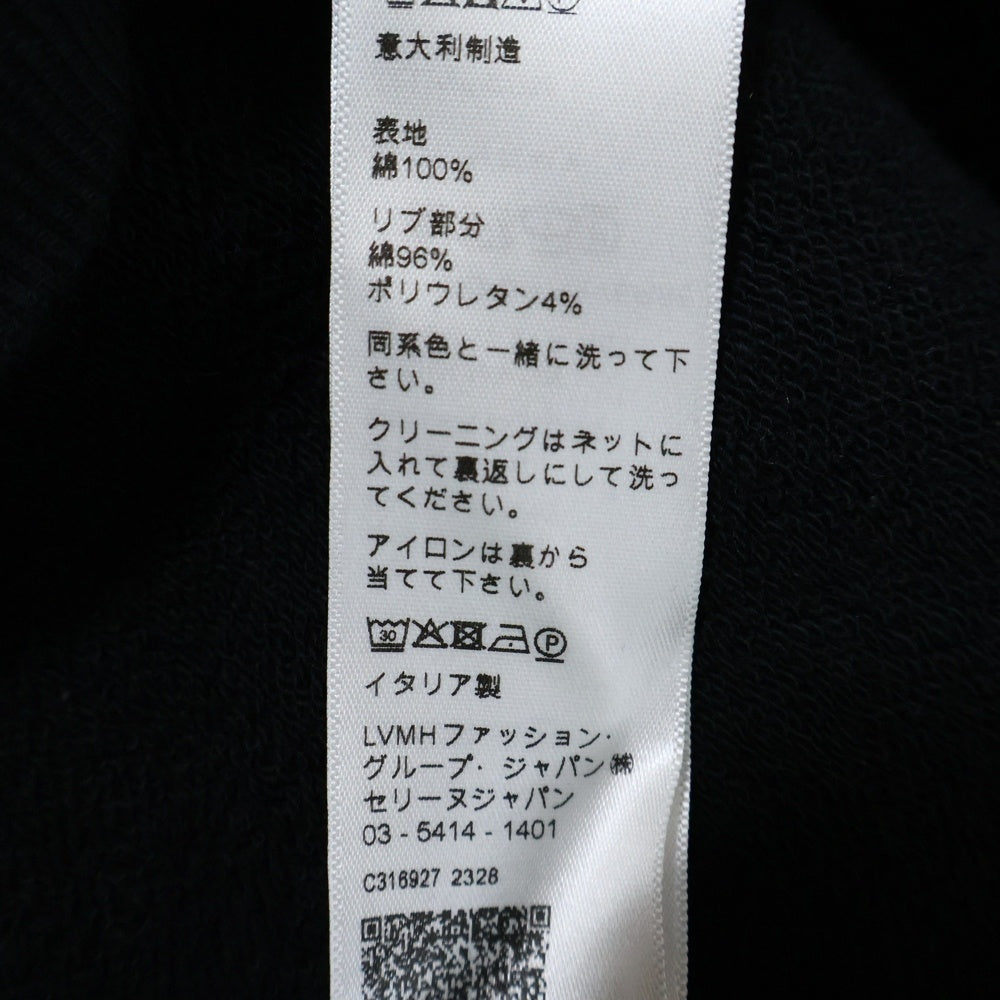 意大利制造
表地
綿100%
リブ部分
綿96%
ポリウレタン4%
同系色と一緒に洗って下
さい。
クリーニングはネットに
入れて裏返しにして洗っ
てください。
アイロンは裏から
当てて下さい。
30 P
イタリア製
LVMHファッション・
グループ・ジャパン㈱
セリーヌジャパン
03 - 5414 - 1401
C316927 2328